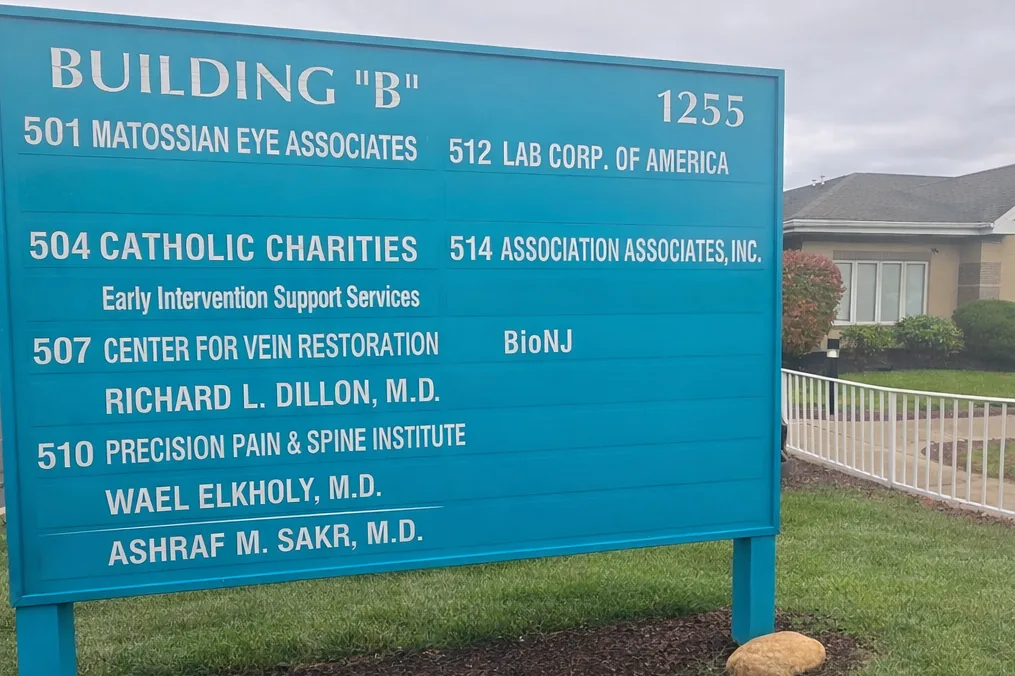 BUILDING "B"
1255
501 MATOSSIAN EYE ASSOCIATES
504 CATHOLIC CHARITIES
Early Intervention Support Services
507 CENTER FOR VEIN RESTORATION
RICHARD L. DILLON, M.D.
510 PRECISION PAIN & SPINE INSTITUTE
WAEL ELKHOLY, M.D.
ASHRAF M. SAKR, M.D.
512 LAB CORP. OF AMERICA
514 ASSOCIATION ASSOCIATES, INC.
BioNJ